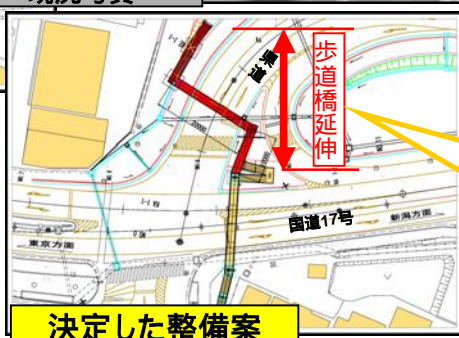 県道
歩道橋延伸
国道17号
新潟方面
東京方面
決定した整備案